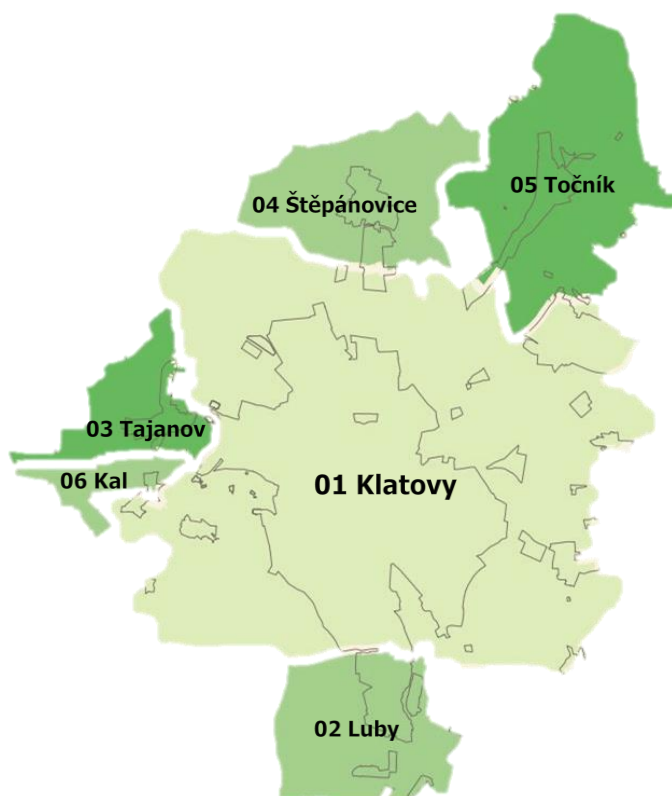 05 Točník
04 Štěpánovice
03 Tajanov
06 Kal
01 Klatovy
02 Luby